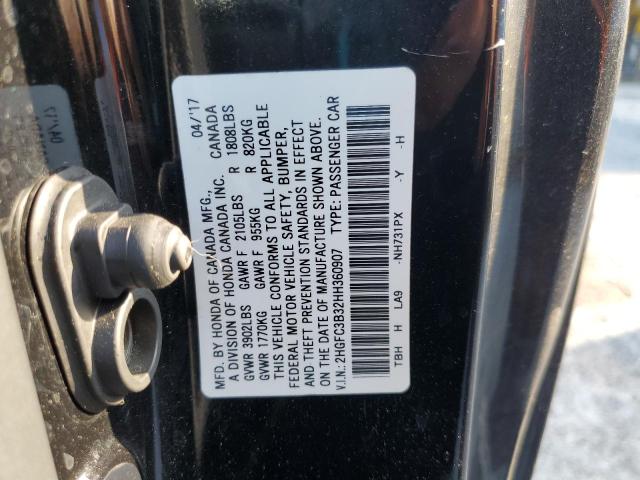 MFD. BY HONDA OF CANADA MFG., 04/'17
A DIVISION OF HONDA CANADA INC. CANADA
GVWR 3902LBS GAWR F 2105LBS R 1808LBS
GVWR 1770KG GAWR F 955KG R 820KG
THIS VEHICLE CONFORMS TO ALL APPLICABLE
FEDERAL MOTOR VEHICLE SAFETY, BUMPER,
AND THEFT PREVENTION STANDARDS IN EFFECT
ON THE DATE OF MANUFACTURE SHOWN ABOVE.
V.I.N.: 2HGFC3B32HH360907 TYPE: PASSENGER CAR
TBH H LA9 -NH731PX -Y -H